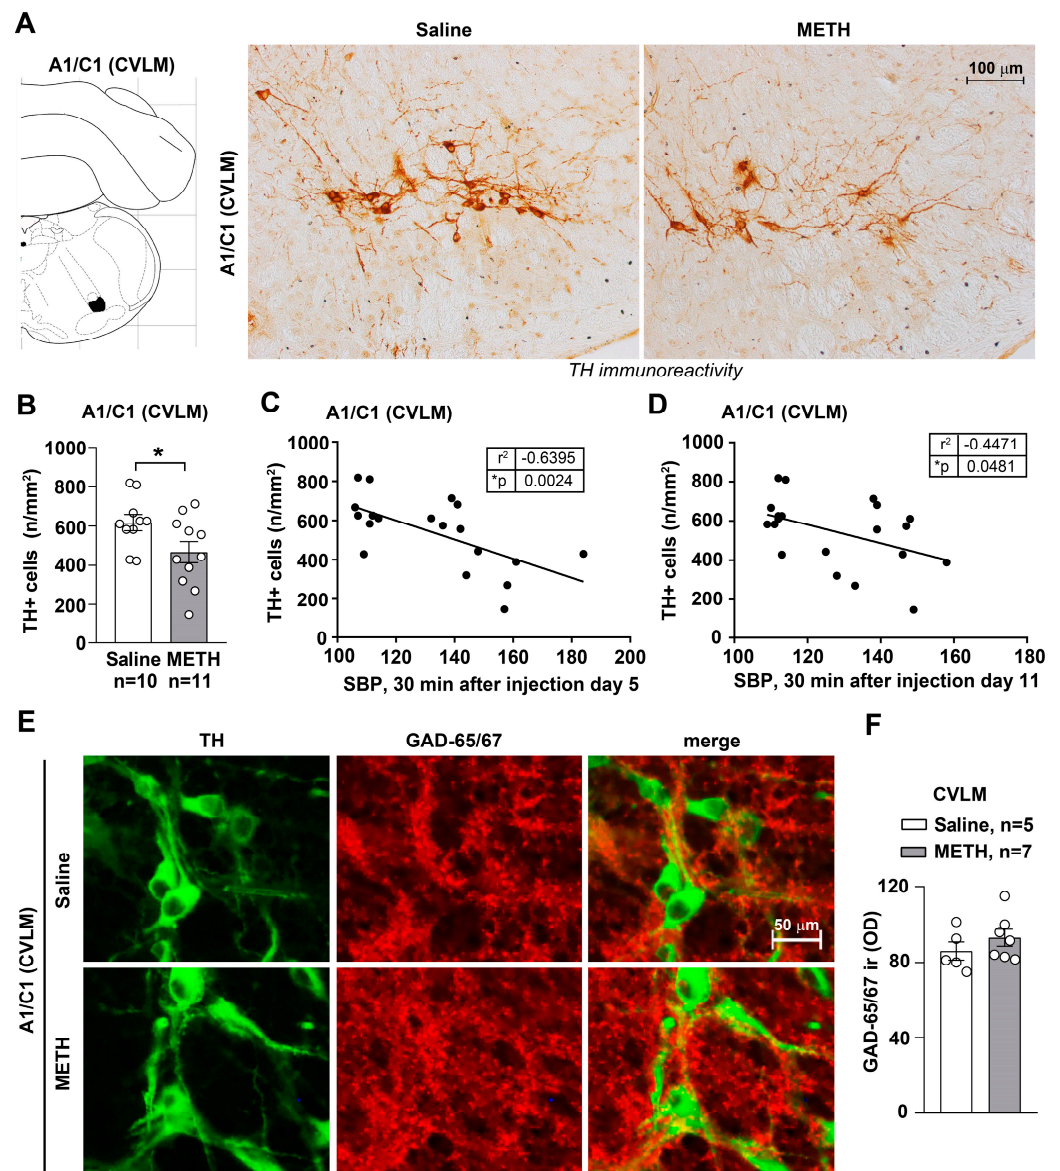 A
Saline
METH
A1/C1 (CVLM)
100 μm
A1/C1 (CVLM)
TH immunoreactivity
B
A1/C1 (CVLM)
TH+ cells (n/mm²)
1000
800
600
400
200
0
*
Saline METH
n=10 n=11
C
A1/C1 (CVLM)
r² -0.6395
*p 0.0024
TH+ cells (n/mm²)
1000
800
600
400
200
0
100 120 140 160 180 200
SBP, 30 min after injection day 5
D
A1/C1 (CVLM)
r² -0.4471
*p 0.0481
TH+ cells (n/mm²)
1000
800
600
400
200
0
100 120 140 160 180
SBP, 30 min after injection day 11
E
TH
GAD-65/67
merge
A1/C1 (CVLM)
Saline
50 μm
METH
F
CVLM
Saline, n=5
METH, n=7
GAD-65/67 ir (OD)
120
80
40
0